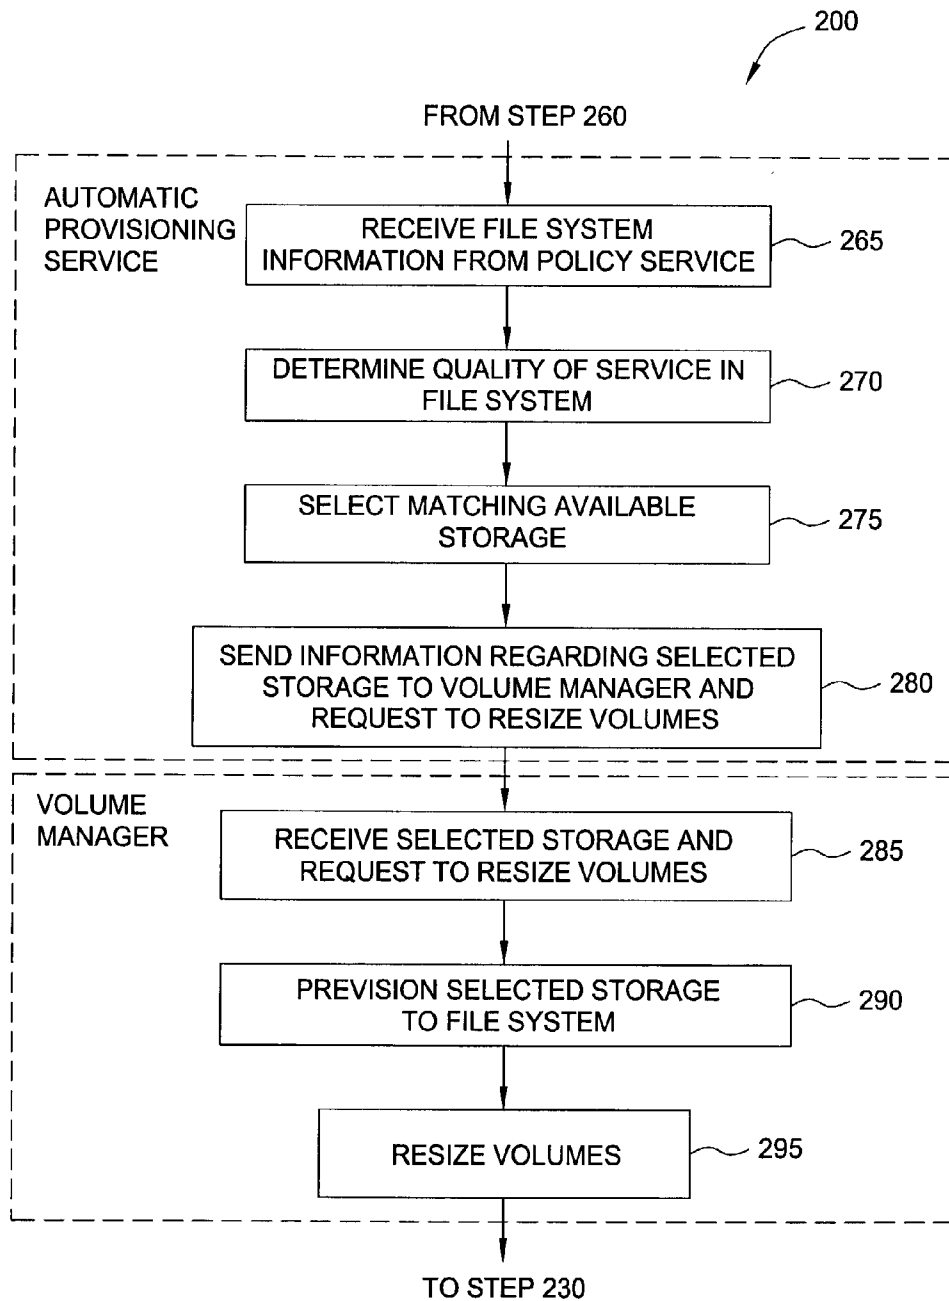 200
FROM STEP 260
AUTOMATIC
PROVISIONING
SERVICE
RECEIVE FILE SYSTEM
INFORMATION FROM POLICY SERVICE
265
DETERMINE QUALITY OF SERVICE IN
FILE SYSTEM
270
SELECT MATCHING AVAILABLE
STORAGE
275
SEND INFORMATION REGARDING SELECTED
STORAGE TO VOLUME MANAGER AND
REQUEST TO RESIZE VOLUMES
280
VOLUME
MANAGER
RECEIVE SELECTED STORAGE AND
REQUEST TO RESIZE VOLUMES
285
PREVISION SELECTED STORAGE
TO FILE SYSTEM
290
RESIZE VOLUMES
295
TO STEP 230